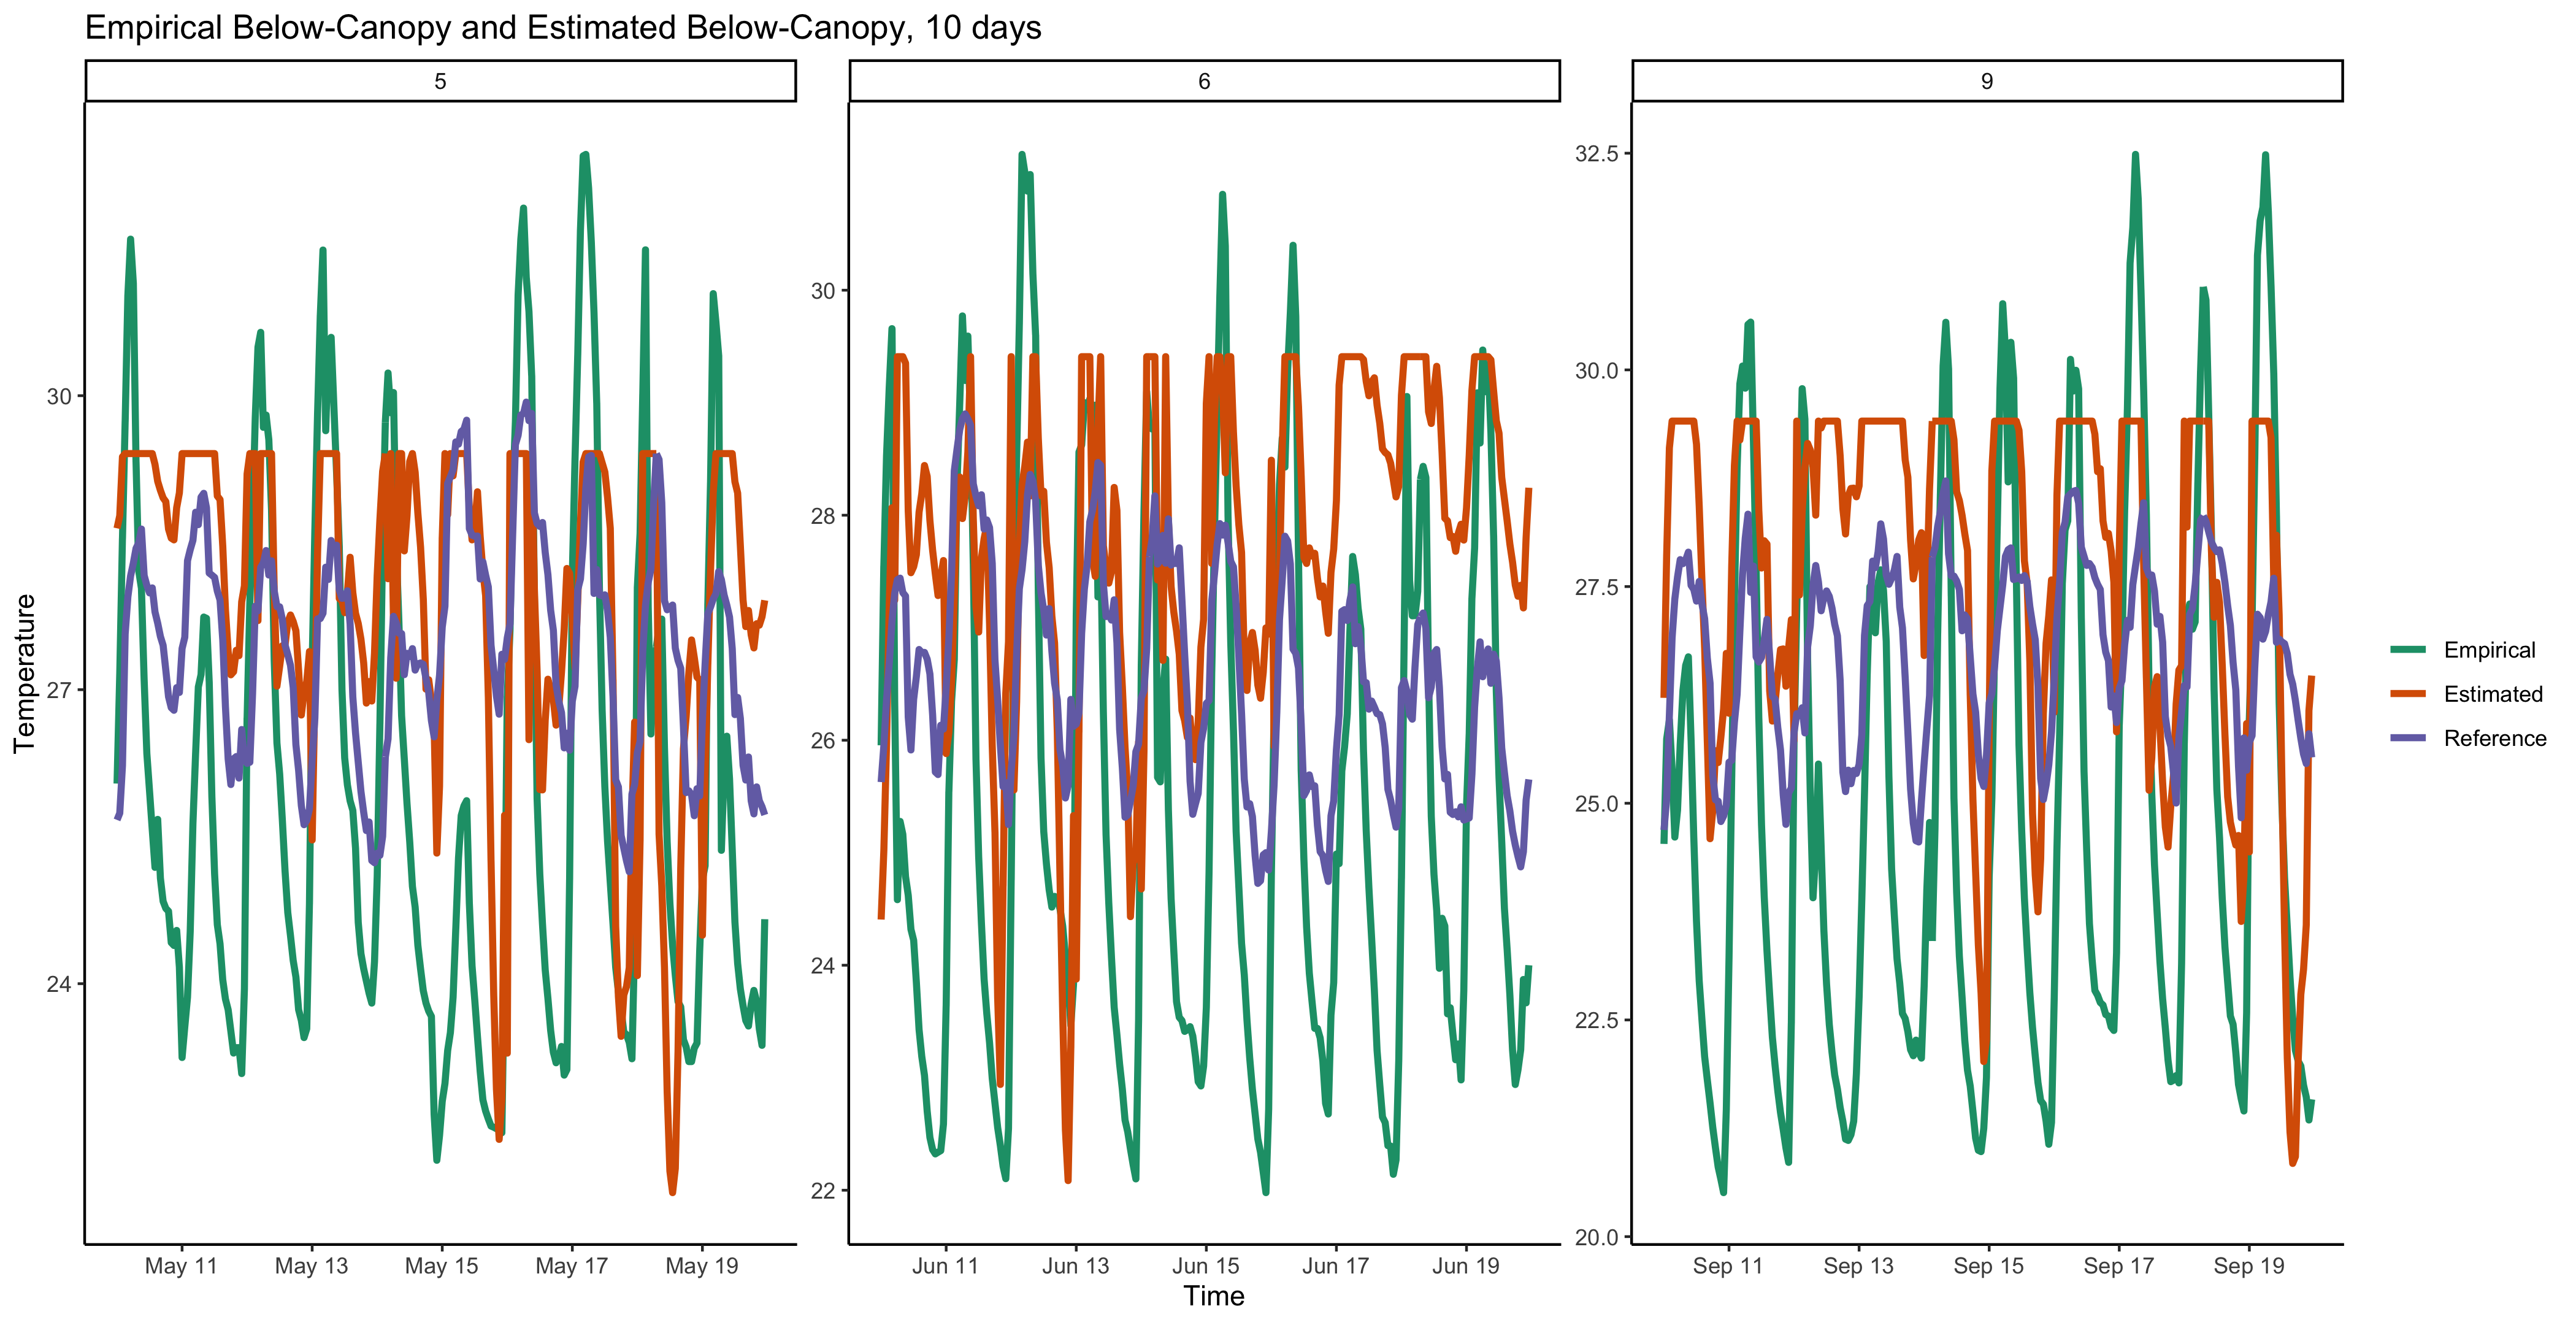 Empirical Below-Canopy and Estimated Below-Canopy, 10 days
5
6
9
Temperature
30
27
24
30
28
26
24
22
32.5
30.0
27.5
25.0
22.5
20.0
May 11
May 13
May 15
May 17
May 19
Jun 11
Jun 13
Jun 15
Jun 17
Jun 19
Sep 11
Sep 13
Sep 15
Sep 17
Sep 19
Time
Empirical
Estimated
Reference